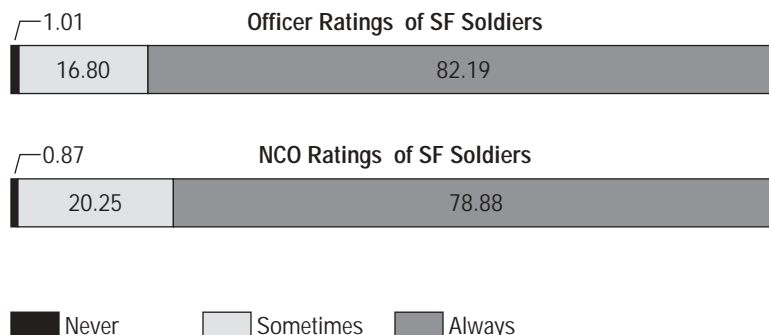 1.01 Officer Ratings of SF Soldiers
16.80 82.19
0.87 NCO Ratings of SF Soldiers
20.25 78.88
Never Sometimes Always